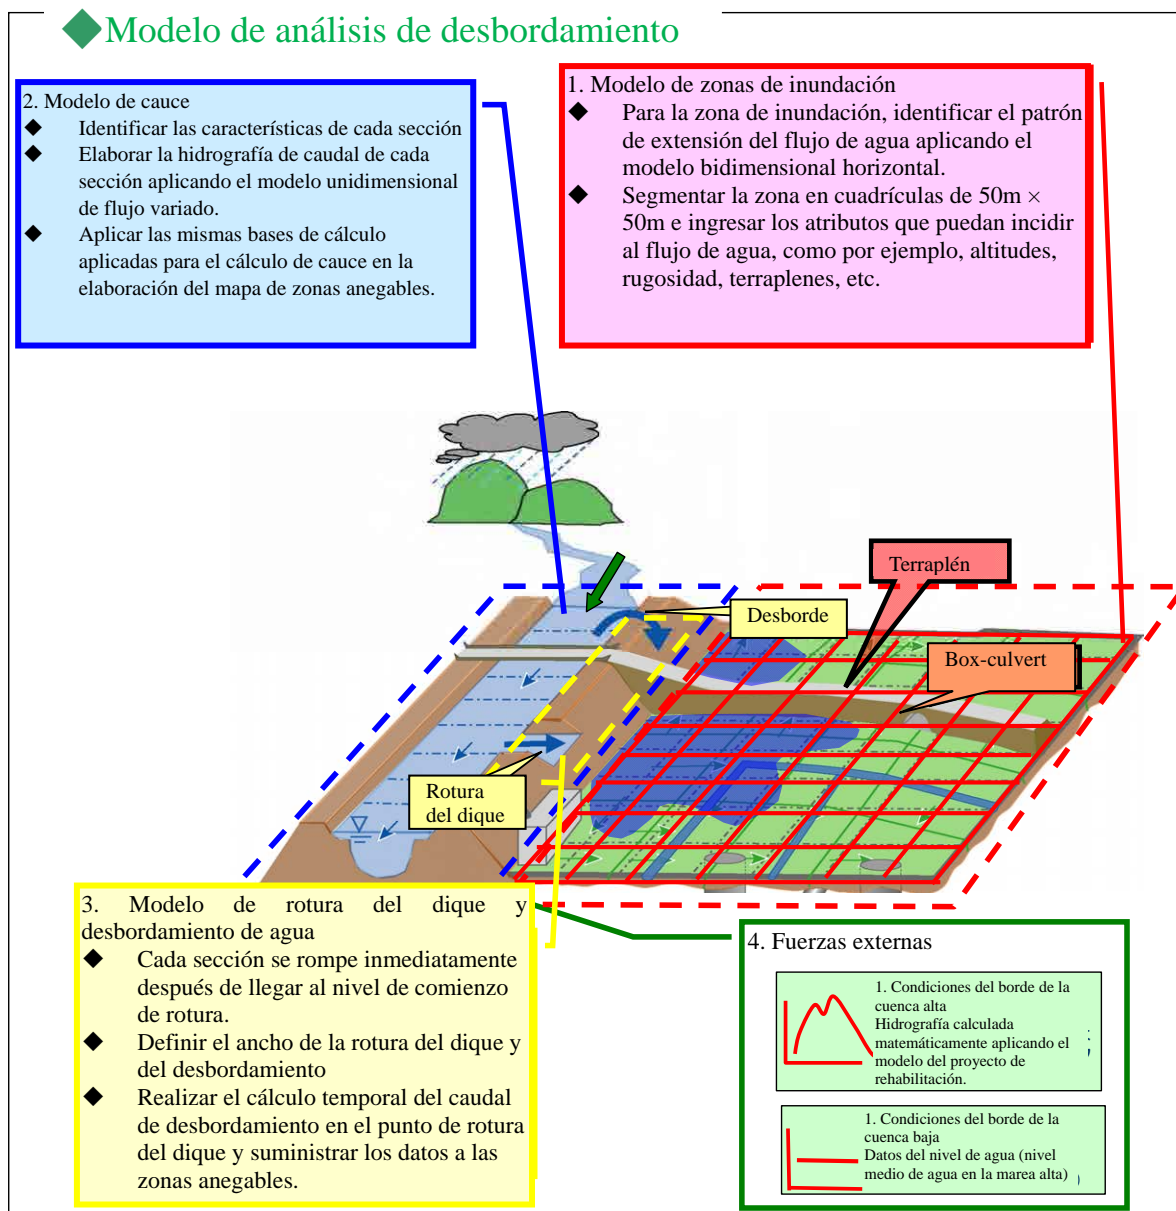 Modelo de análisis de desbordamiento
2. Modelo de cauce
◆ Identificar las características de cada sección
◆ Elaborar la hidrografía de caudal de cada
sección aplicando el modelo unidimensional
de flujo variado.
◆ Aplicar las mismas bases de cálculo
aplicadas para el cálculo de cauce en la
elaboración del mapa de zonas anegables.
1. Modelo de zonas de inundación
◆ Para la zona de inundación, identificar el patrón
de extensión del flujo de agua aplicando el
modelo bidimensional horizontal.
◆ Segmentar la zona en cuadrículas de 50m ×
50m e ingresar los atributos que puedan incidir
al flujo de agua, como por ejemplo, altitudes,
rugosidad, terraplenes, etc.
Terraplén
Desborde
Box-culvert
Rotura
del dique
3. Modelo de rotura del dique y
desbordamiento de agua
◆ Cada sección se rompe inmediatamente
después de llegar al nivel de comienzo
de rotura.
◆ Definir el ancho de la rotura del dique y
del desbordamiento
◆ Realizar el cálculo temporal del caudal
de desbordamiento en el punto de rotura
del dique y suministrar los datos a las
zonas anegables.
4. Fuerzas externas
1. Condiciones del borde de la
cuenca alta
Hidrografía calculada
matemáticamente aplicando el
modelo del proyecto de
rehabilitación.
1. Condiciones del borde de la
cuenca baja
Datos del nivel de agua (nivel
medio de agua en la marea alta)